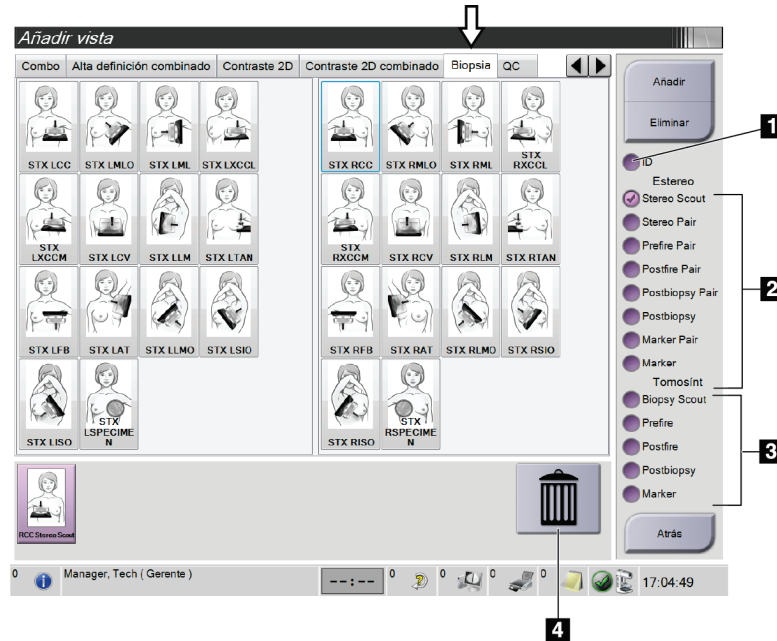 Añadir vista
Combo
Alta definición combinado
Contraste 2D
Contraste 2D combinado
Biopsia
QC
STX LCC
STX LMLO
STX LML
STX LXCCL
STX RCC
STX RMLO
STX RML
STX
RXCCL
STX
LXCCM
STX LCV
STX LLM
STX LTAN
STX
RXCCM
STX RCV
STX RLM
STX RTAN
STX LFB
STX LAT
STX LLMO
STX LSIO
STX RFB
STX RAT
STX RLMO
STX RSIO
STX LISO
STX
LSPECIME
N
STX RISO
STX
RSPECIME
N
RCC Stereo Scout
Añadir
Eliminar
ID
Estereo
Stereo Scout
Stereo Pair
Prefire Pair
Postfire Pair
Postbiopsy Pair
Postbiopsy
Marker Pair
Marker
Tomosínt
Biopsy Scout
Prefire
Postfire
Postbiopsy
Marker
Atrás
1
2
3
0
Manager, Tech ( Gerente )
--:--
0
0
0
0
17:04:49
4